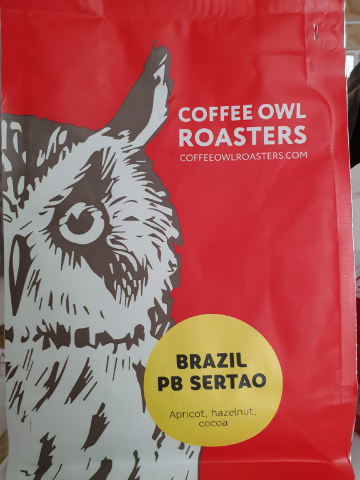 COFFEE OWL
ROASTERS
COFFEEOWLROASTERS.COM
BRAZIL
PB SERTAO
Apricot, hazelnut,
cocoa